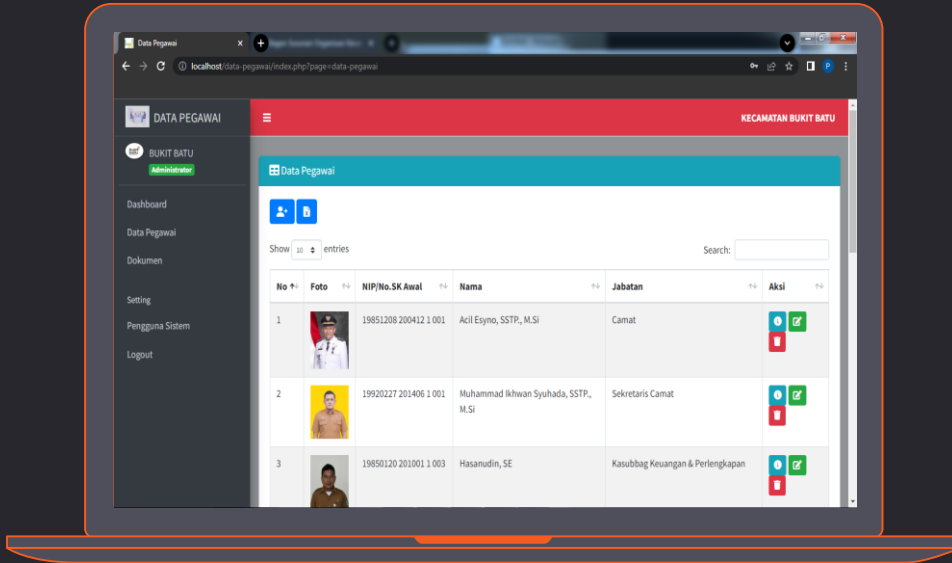 Data Pegawai
localhost/data-pegawai/index.php?page=data-pegawai
P
DATA PEGAWAI
KECAMATAN BUKIT BATU
BUKIT BATU
Administrator
Data Pegawai
Dashboard
Data Pegawai
Dokumen
Setting
Pengguna Sistem
Logout
Show 10 entries
Search:
No Foto NIP/No.SK Awal Nama Jabatan Aksi
1 19851208 200412 1 001 Acil Esyno, SSTP., M.Si Camat
2 19920227 201406 1 001 Muhammad Ikhwan Syuhada, SSTP., Sekretaris Camat
M.Si
3 19850120 201001 1 003 Hasanudin, SE Kasubbag Keuangan & Perlengkapan